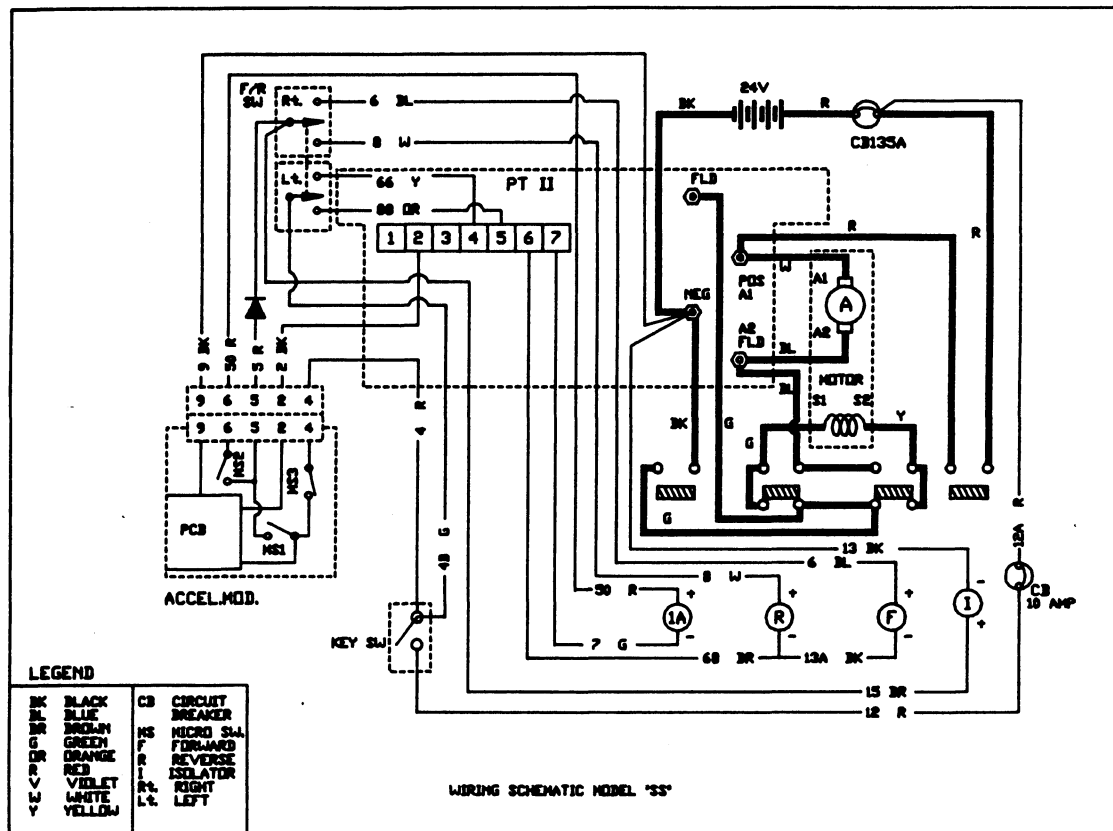 24V
BK
R
CB135A
F/R
SW
Rt.
6 BL
8 W
Lt.
66 Y
88 OR
PT II
FLD
1 2 3 4 5 6 7
R
R
POS
A1
W
A1
A
A2
NEG
A2
FLD
BL
BL
MOTOR
S1 S2
9 BK
50 R
5 R
2 BK
4 R
BK
G
G
Y
9 6 5 2 4
9 6 5 2 4
MS2
MS3
MS1
PCB
ACCEL.MOD.
G
48 G
13 BK
6 BL
8 W
50 R
12A R
CB
10 AMP
+ + + -
1A R F I
- - - +
KEY SW
7 G
68 BR
13A BK
15 BR
12 R
LEGEND
BK BLACK
BL BLUE
BR BROWN
G GREEN
OR ORANGE
R RED
V VIOLET
W WHITE
Y YELLOW
CB CIRCUIT
BREAKER
MS MICRO SW.
F FORWARD
R REVERSE
I ISOLATOR
Rt. RIGHT
Lt. LEFT
WIRING SCHEMATIC MODEL "SS"